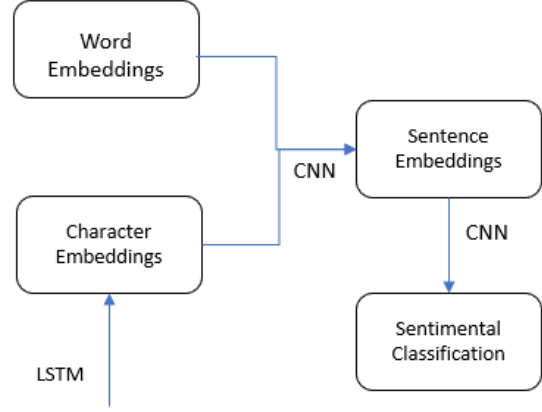 Word
Embeddings
CNN
Sentence
Embeddings
Character
Embeddings
CNN
LSTM
Sentimental
Classification